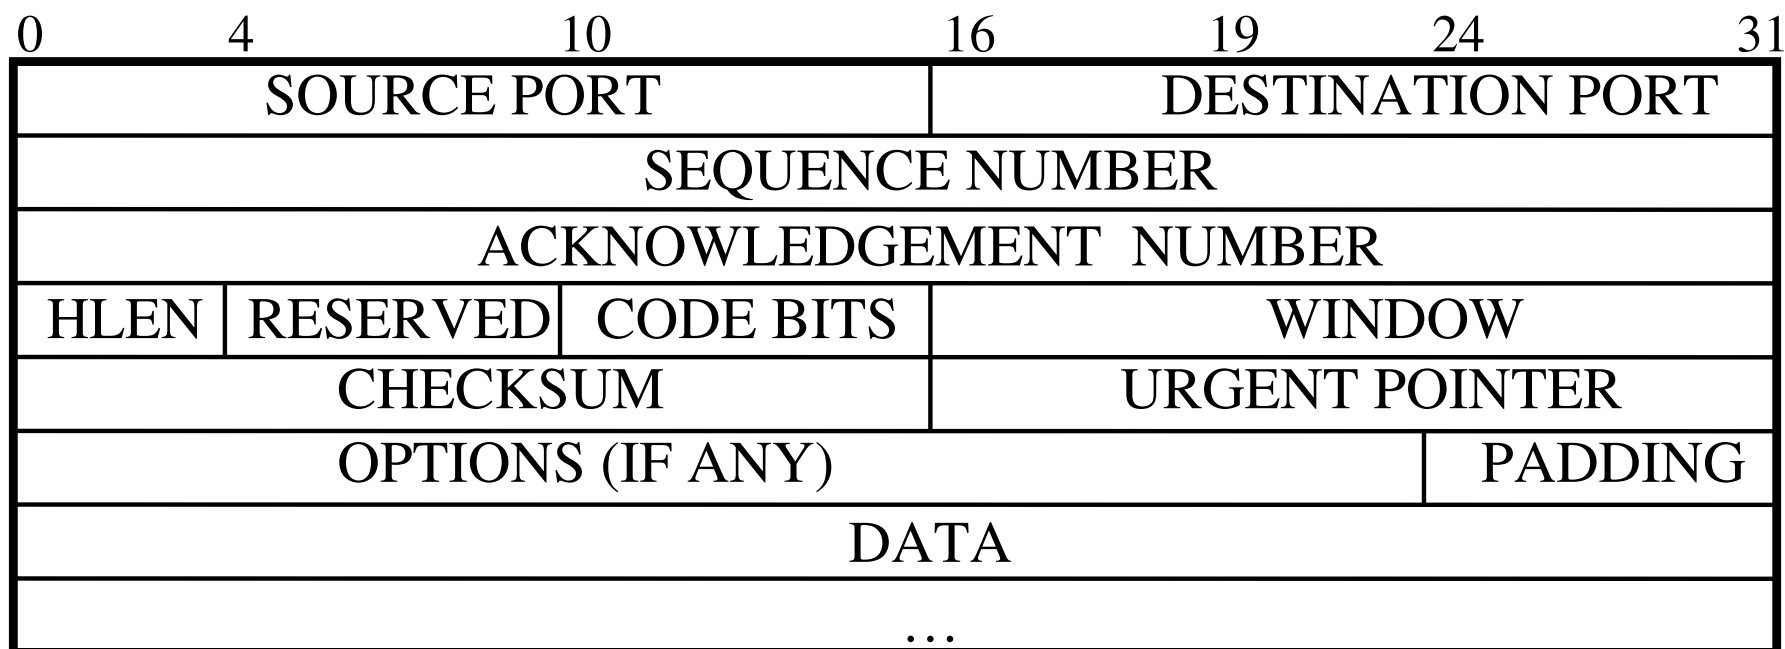 0 4 10 16 19 24 31
SOURCE PORT DESTINATION PORT
SEQUENCE NUMBER
ACKNOWLEDGEMENT NUMBER
HLEN RESERVED CODE BITS WINDOW
CHECKSUM URGENT POINTER
OPTIONS (IF ANY) PADDING
DATA
…